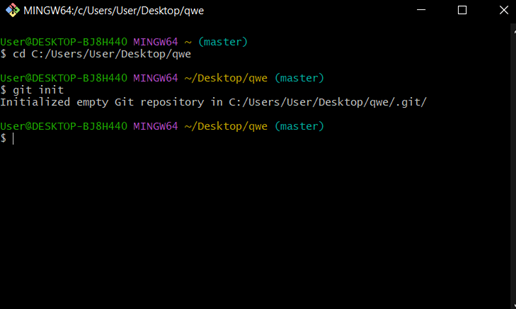 MINGW64:/c/Users/User/Desktop/qwe
User@DESKTOP-BJ8H440 MINGW64 ~ (master)
$ cd C:/Users/User/Desktop/qwe
User@DESKTOP-BJ8H440 MINGW64 ~/Desktop/qwe (master)
$ git init
Initialized empty Git repository in C:/Users/User/Desktop/qwe/.git/
User@DESKTOP-BJ8H440 MINGW64 ~/Desktop/qwe (master)
$